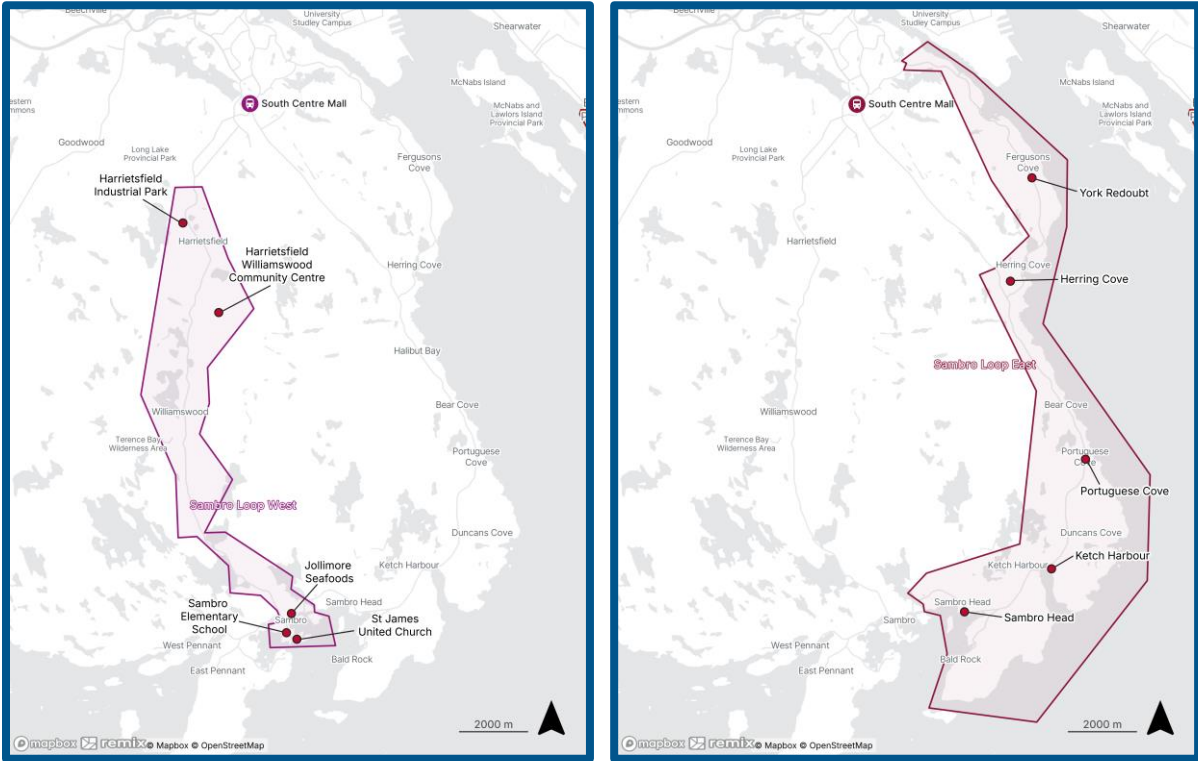 Beechville
University
Studley Campus
Shearwater
McNabs Island
South Centre Mall
McNabs and
Lawlors Island
Provincial Park
Goodwood
Long Lake
Provincial Park
Fergusons
Cove
Harrietsfield
Industrial Park
Harrietsfield
Harrietsfield
Williamswood
Community Centre
Herring Cove
Halibut Bay
Bear Cove
Williamswood
Terence Bay
Wilderness Area
Portuguese
Cove
Sambro Loop West
Duncans Cove
Jollimore
Seafoods
Ketch Harbour
Sambro
Elementary
School
Sambro Head
Sambro
St James
United Church
West Pennant
Bald Rock
East Pennant
2000 m
mapbox remix © Mapbox © OpenStreetMap
Beechville
University
Studley Campus
Shearwater
McNabs Island
South Centre Mall
McNabs and
Lawlors Island
Provincial Park
Goodwood
Long Lake
Provincial Park
Fergusons
Cove
York Redoubt
Harrietsfield
Herring Cove
Herring Cove
Sambro Loop East
Bear Cove
Williamswood
Terence Bay
Wilderness Area
Portuguese
Cove
Portuguese Cove
Duncans Cove
Ketch Harbour
Ketch Harbour
Sambro Head
Sambro Head
Sambro
West Pennant
Bald Rock
East Pennant
2000 m
mapbox remix © Mapbox © OpenStreetMap